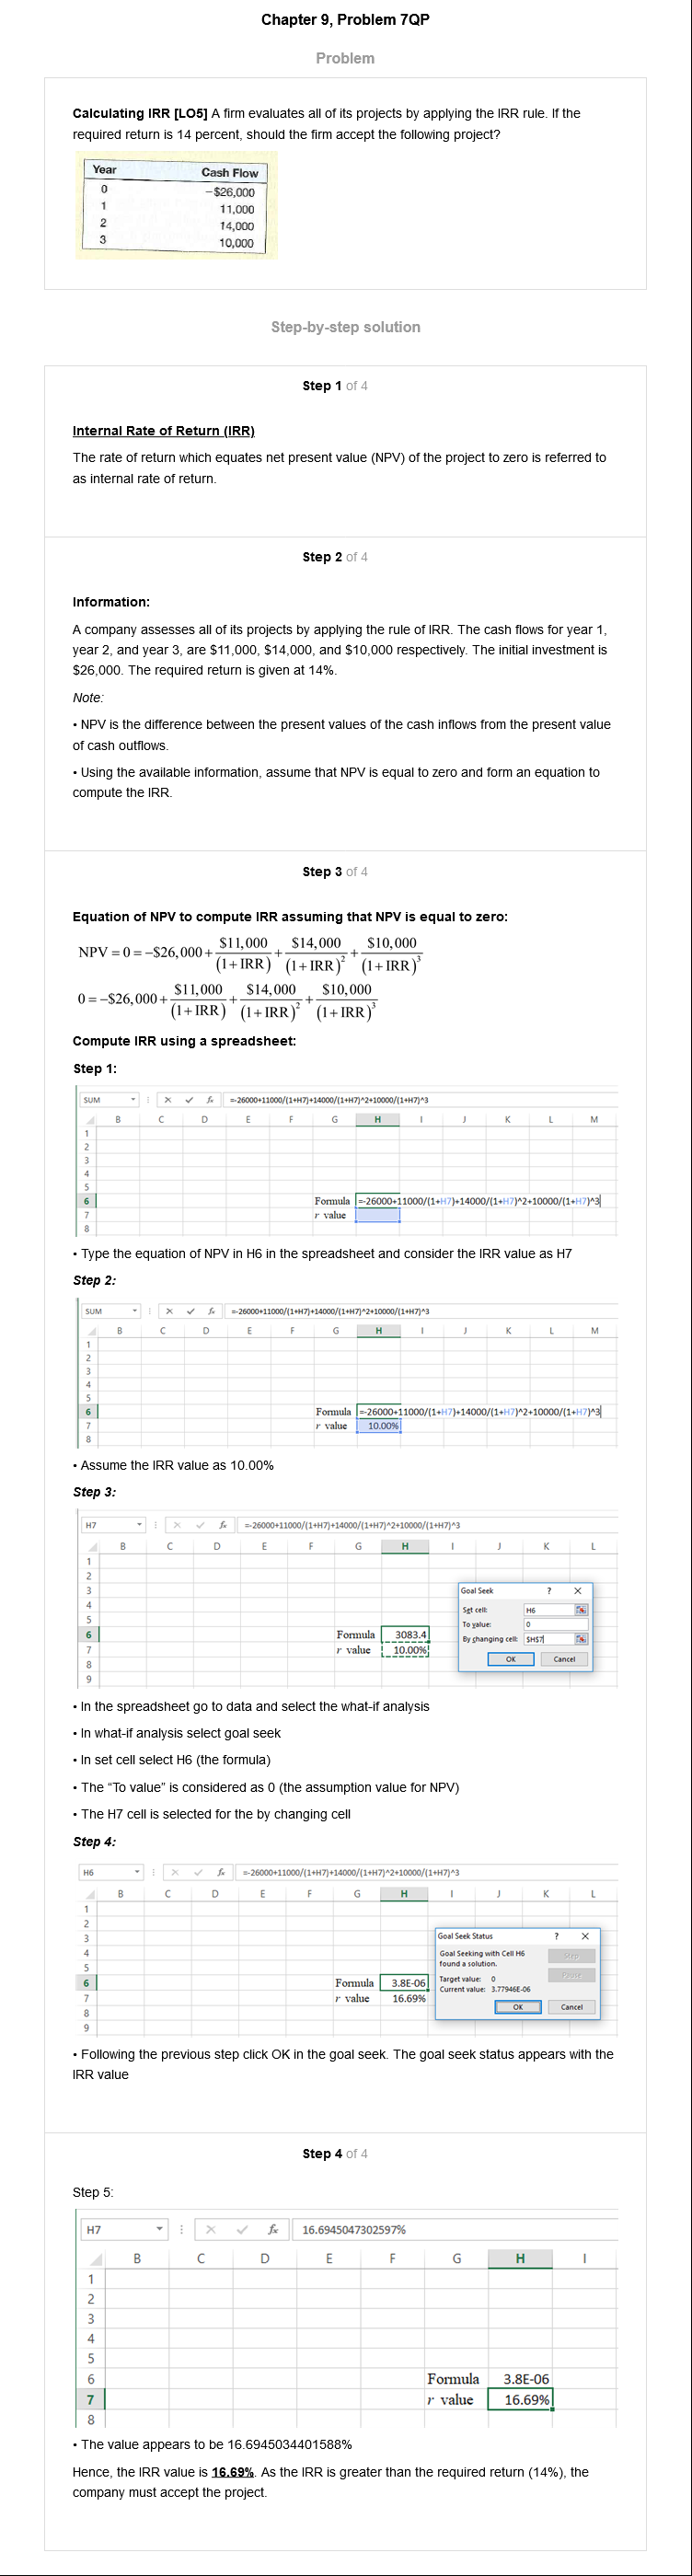 Chapter 9, Problem 7QP
Problem
Calculating IRR [LO5] A firm evaluates all of its projects by applying the IRR rule. If the
required return is 14 percent, should the firm accept the following project?
Year Cash Flow
0 –$26,000
1 11,000
2 14,000
3 10,000
Step-by-step solution
Step 1 of 4
Internal Rate of Return (IRR)
The rate of return which equates net present value (NPV) of the project to zero is referred to
as internal rate of return.
Step 2 of 4
Information:
A company assesses all of its projects by applying the rule of IRR. The cash flows for year 1,
year 2, and year 3, are $11,000, $14,000, and $10,000 respectively. The initial investment is
$26,000. The required return is given at 14%.
Note:
• NPV is the difference between the present values of the cash inflows from the present value
of cash outflows.
• Using the available information, assume that NPV is equal to zero and form an equation to
compute the IRR.
Step 3 of 4
Equation of NPV to compute IRR assuming that NPV is equal to zero:
NPV = 0 = −$26,000 + $11,000/(1+IRR) + $14,000/(1+IRR)² + $10,000/(1+IRR)³
0 = −$26,000 + $11,000/(1+IRR) + $14,000/(1+IRR)² + $10,000/(1+IRR)³
Compute IRR using a spreadsheet:
Step 1:
SUM =-26000+11000/(1+H7)+14000/(1+H7)^2+10000/(1+H7)^3
B C D E F G H I J K L M
1
2
3
4
5
6 Formula =-26000+11000/(1+H7)+14000/(1+H7)^2+10000/(1+H7)^3
7 r value
8
• Type the equation of NPV in H6 in the spreadsheet and consider the IRR value as H7
Step 2:
SUM =-26000+11000/(1+H7)+14000/(1+H7)^2+10000/(1+H7)^3
B C D E F G H I J K L M
1
2
3
4
5
6 Formula =-26000+11000/(1+H7)+14000/(1+H7)^2+10000/(1+H7)^3
7 r value 10.00%
8
• Assume the IRR value as 10.00%
Step 3:
H7 fx =-26000+11000/(1+H7)+14000/(1+H7)^2+10000/(1+H7)^3
B C D E F G H I J K L
1
2
3
4
5
6 Formula 3083.4
7 r value 10.00%
8
9
Goal Seek ? X
Set cell: H6
To value: 0
By changing cell: $H$7
OK Cancel
• In the spreadsheet go to data and select the what-if analysis
• In what-if analysis select goal seek
• In set cell select H6 (the formula)
• The “To value” is considered as 0 (the assumption value for NPV)
• The H7 cell is selected for the by changing cell
Step 4:
H6 fx =-26000+11000/(1+H7)+14000/(1+H7)^2+10000/(1+H7)^3
B C D E F G H I J K L
1
2
3
4
5
6 Formula 3.8E-06
7 r value 16.69%
8
9
Goal Seek Status ? X
Goal Seeking with Cell H6
found a solution.
Target value: 0
Current value: 3.77946E-06
Step
Pause
OK Cancel
• Following the previous step click OK in the goal seek. The goal seek status appears with the
IRR value
Step 4 of 4
Step 5:
H7 fx 16.6945047302597%
B C D E F G H I
1
2
3
4
5
6 Formula 3.8E-06
7 r value 16.69%
8
• The value appears to be 16.6945034401588%
Hence, the IRR value is 16.69%. As the IRR is greater than the required return (14%), the
company must accept the project.